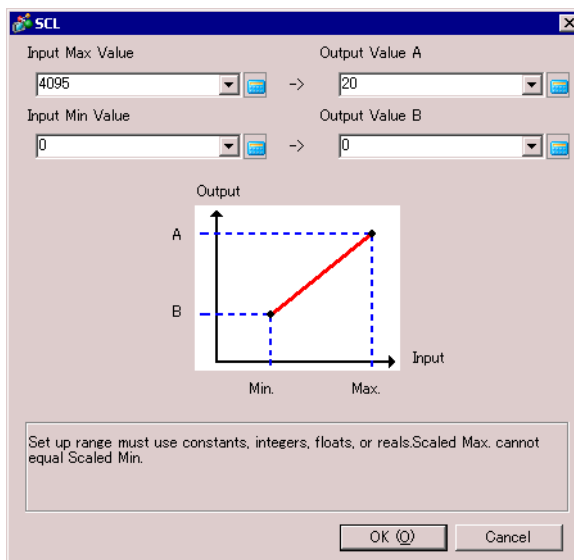 SCL
Input Max Value
Output Value A
4095
->
20
Input Min Value
Output Value B
0
->
0
Output
A
B
Input
Min.
Max.
Set up range must use constants, integers, floats, or reals.Scaled Max. cannot
equal Scaled Min.
OK (O)
Cancel